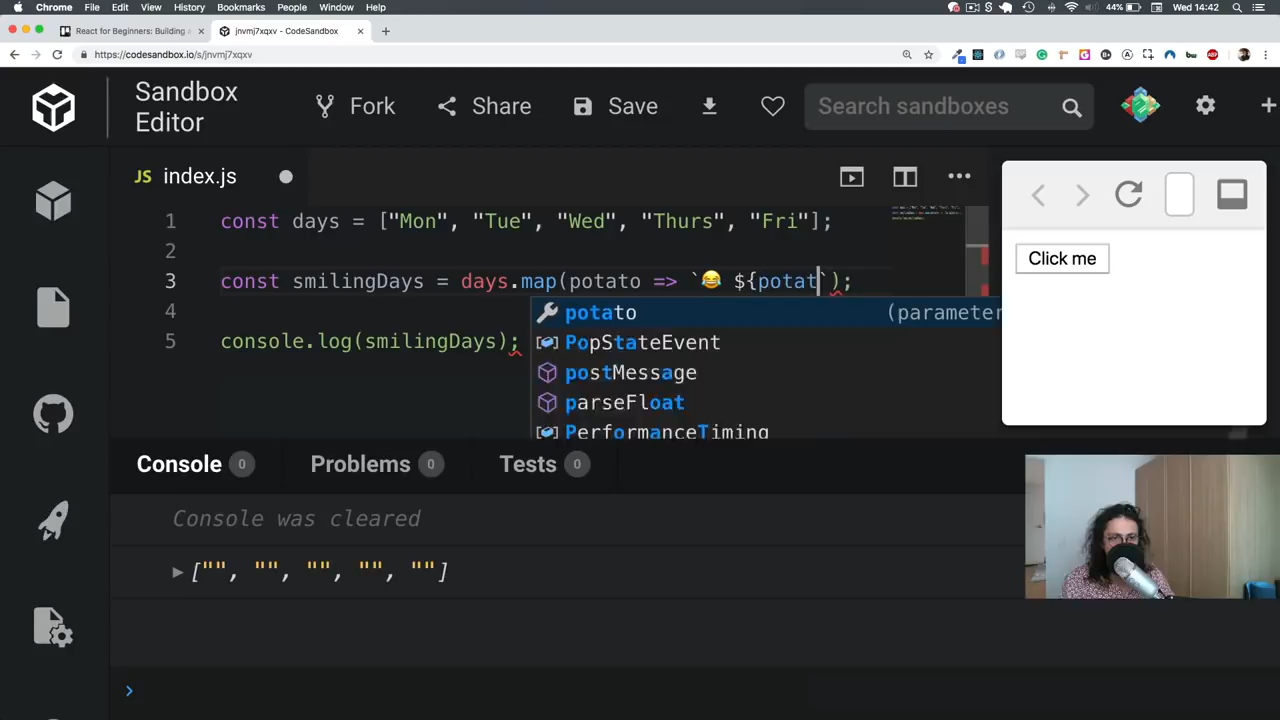 Chrome File Edit View History Bookmarks People Window Help 44% Wed 14:42
React for Beginners: Building a jnvmj7xqxv - CodeSandbox
https://codesandbox.io/s/jnvmj7xqxv
Sandbox Editor Fork Share Save Search sandboxes
JS index.js
1 const days = ["Mon", "Tue", "Wed", "Thurs", "Fri"];
2
3 const smilingDays = days.map(potato => `😂 ${potat`);
4
5 console.log(smilingDays);
potato (parameter
PopStateEvent
postMessage
parseFloat
PerformanceTiming
Click me
Console 0 Problems 0 Tests 0
Console was cleared
▶ ["", "", "", "", ""]
›